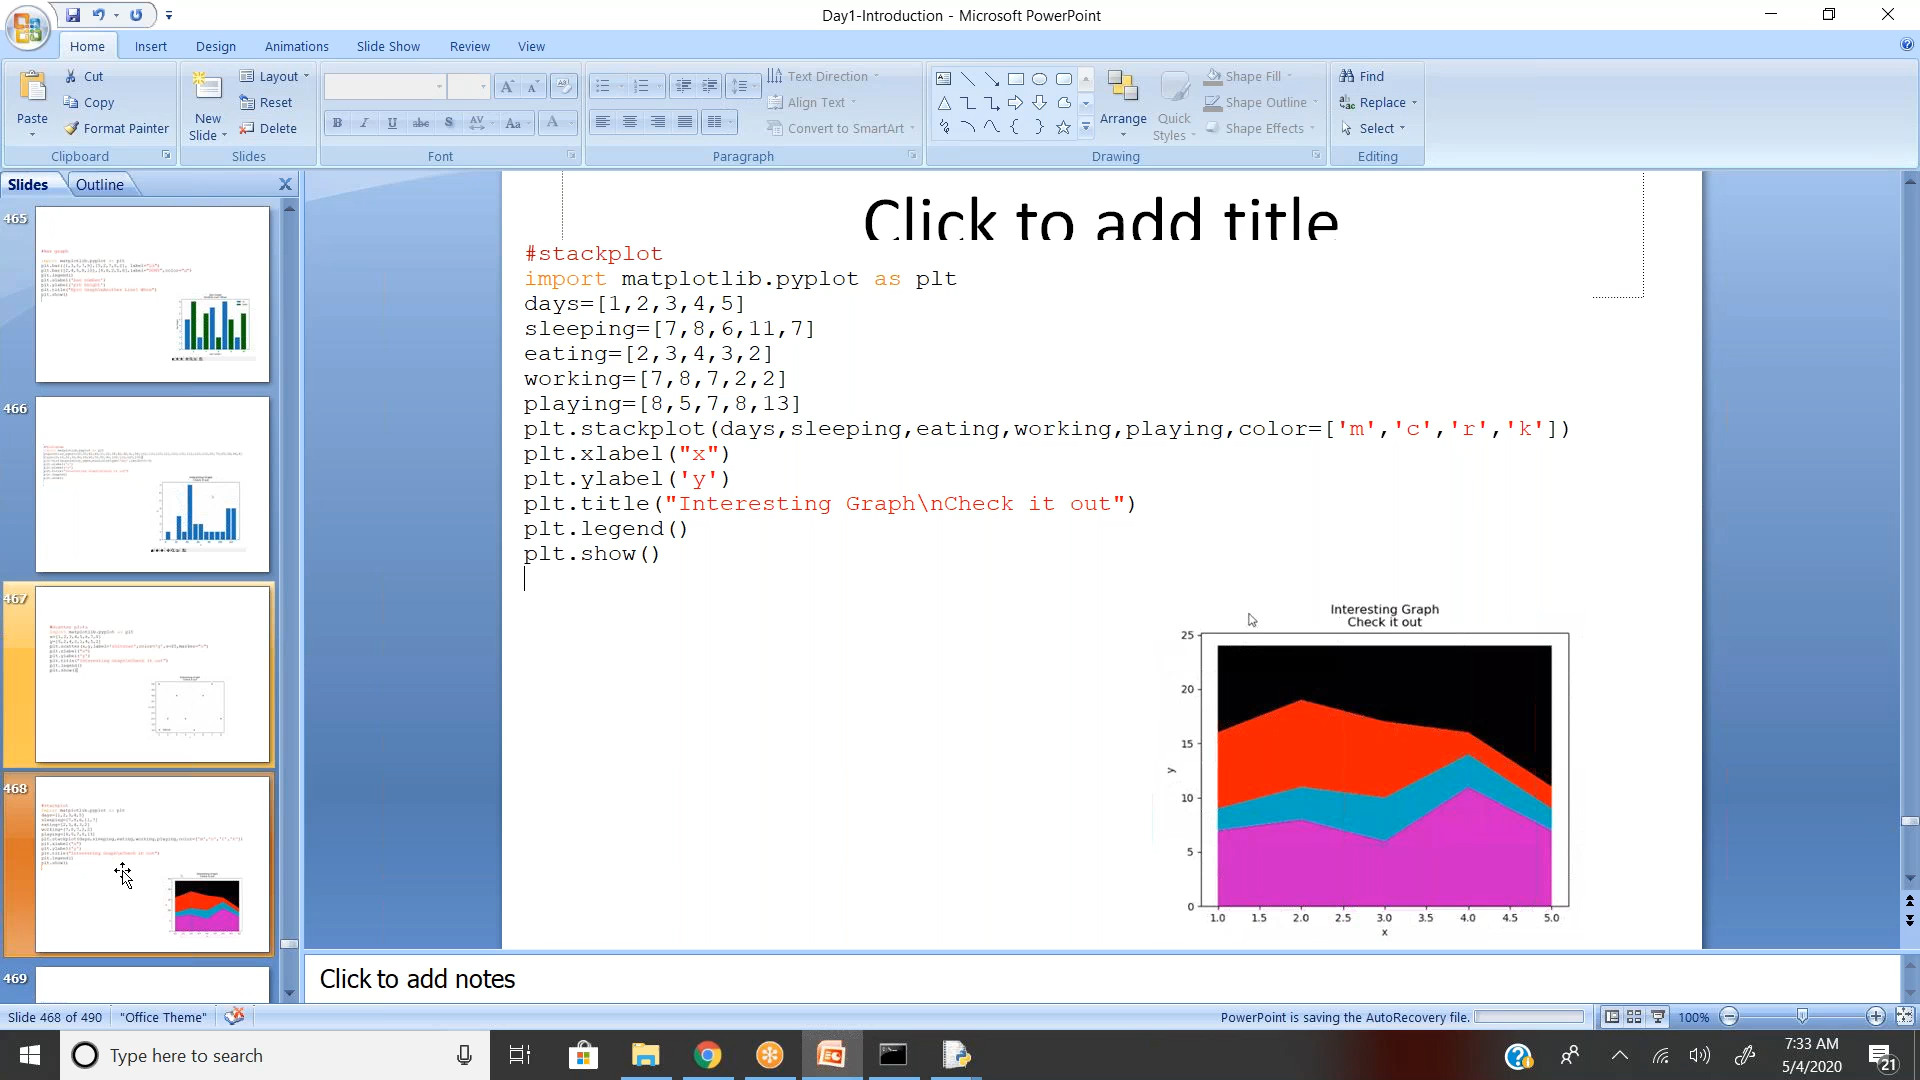 Day1-Introduction - Microsoft PowerPoint
Home Insert Design Animations Slide Show Review View
Paste
Cut
Copy
Format Painter
Clipboard
New
Slide
Layout
Reset
Delete
Slides
B I U abc S AV Aa A
Font
Text Direction
Align Text
Convert to SmartArt
Paragraph
Arrange
Quick
Styles
Shape Fill
Shape Outline
Shape Effects
Drawing
Find
Replace
Select
Editing
Slides Outline
465
466
467
468
469
Click to add title
#stackplot
import matplotlib.pyplot as plt
days=[1,2,3,4,5]
sleeping=[7,8,6,11,7]
eating=[2,3,4,3,2]
working=[7,8,7,2,2]
playing=[8,5,7,8,13]
plt.stackplot(days,sleeping,eating,working,playing,color=['m','c','r','k'])
plt.xlabel("x")
plt.ylabel('y')
plt.title("Interesting Graph\nCheck it out")
plt.legend()
plt.show()
Interesting Graph
Check it out
25
20
15
10
5
0
y
1.0 1.5 2.0 2.5 3.0 3.5 4.0 4.5 5.0
x
Click to add notes
Slide 468 of 490 "Office Theme" PowerPoint is saving the AutoRecovery file. 100%
Type here to search
7:33 AM
5/4/2020
21